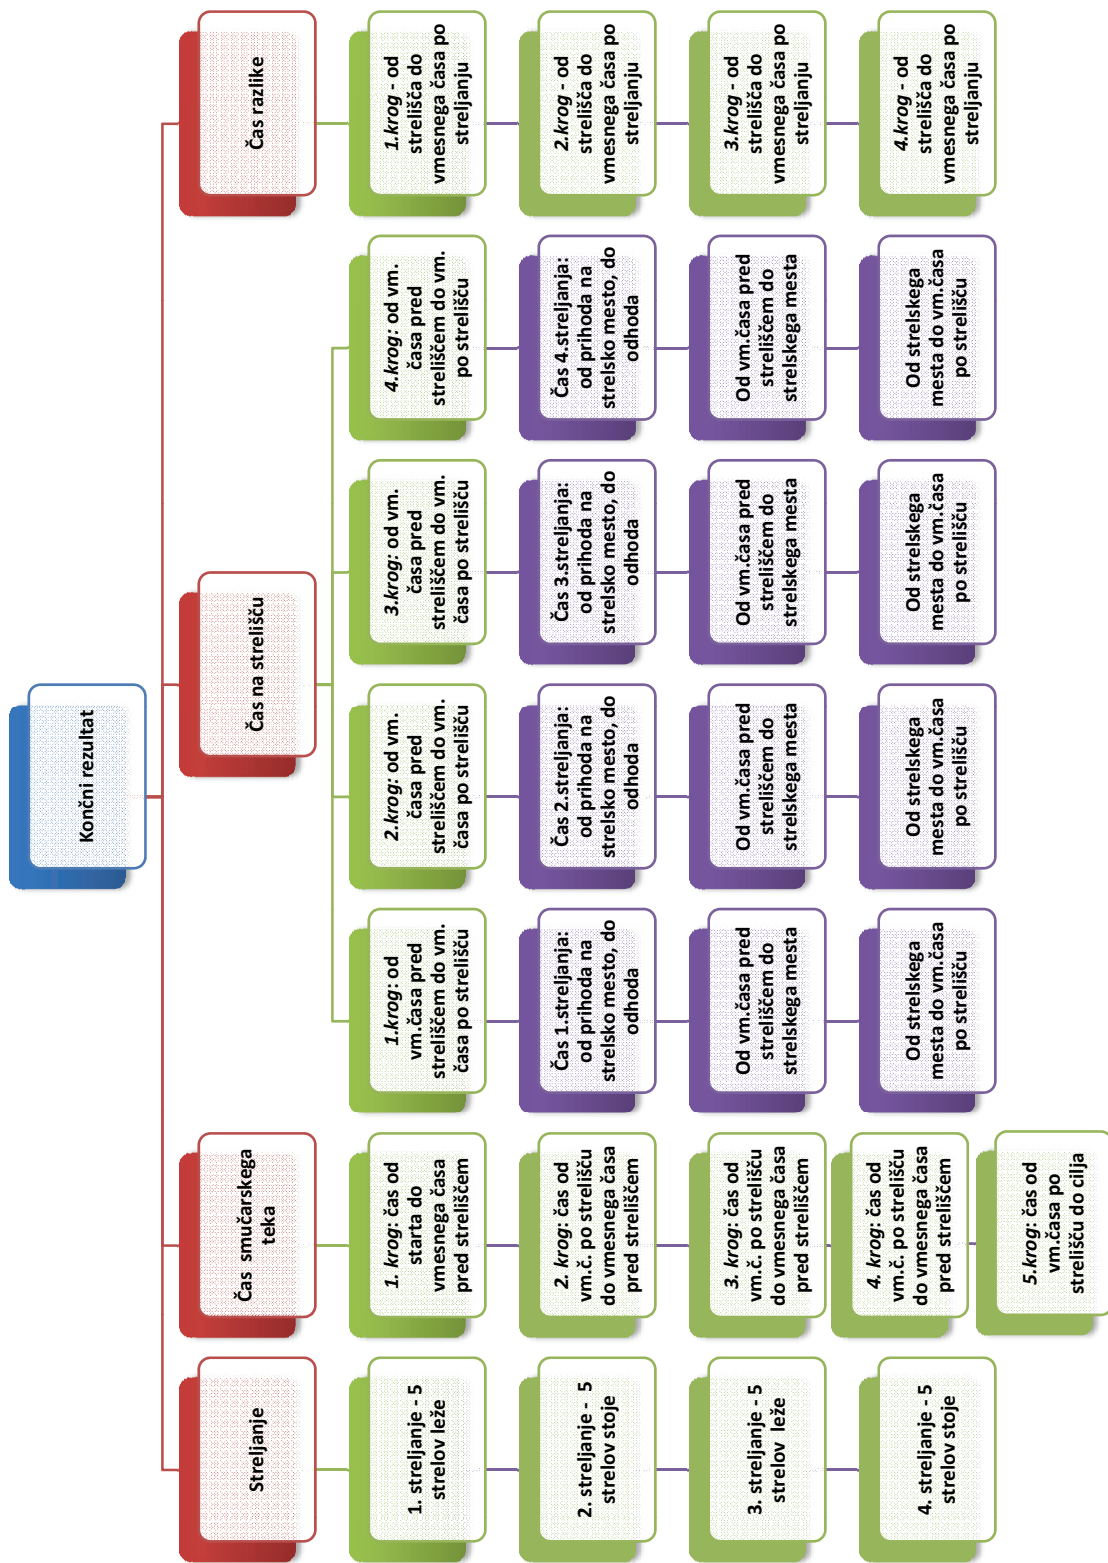 Končni rezultat
Streljanje
Čas smučarskega
teka
Čas na strelišču
Čas razlike
1. streljanje - 5
strelov leže
2. streljanje - 5
strelov stoje
3. streljanje - 5
strelov leže
4. streljanje - 5
strelov stoje
1. krog: čas od
starta do
vmesnega časa
pred streliščem
2. krog: čas od
vm.č. po strelišču
do vmesnega časa
pred streliščem
3. krog: čas od
vm.č. po strelišču
do vmesnega časa
pred streliščem
4. krog: čas od
vm.č. po strelišču
do vmesnega časa
pred streliščem
5.krog: čas od
vm.časa po
strelišču do cilja
1.krog: od
vm.časa pred
streliščem do vm.
časa po strelišču
Čas 1.streljanja:
od prihoda na
strelsko mesto, do
odhoda
Od vm.časa pred
streliščem do
strelskega mesta
Od strelskega
mesta do vm.časa
po strelišču
2.krog: od vm.
časa pred
streliščem do vm.
časa po strelišču
Čas 2.streljanja:
od prihoda na
strelsko mesto, do
odhoda
Od vm.časa pred
streliščem do
strelskega mesta
Od strelskega
mesta do vm.časa
po strelišču
3.krog: od vm.
časa pred
streliščem do vm.
časa po strelišču
Čas 3.streljanja:
od prihoda na
strelsko mesto, do
odhoda
Od vm.časa pred
streliščem do
strelskega mesta
Od strelskega
mesta do vm.časa
po strelišču
4.krog: od vm.
časa pred
streliščem do vm.
po strelišču
Čas 4.streljanja:
od prihoda na
strelsko mesto, do
odhoda
Od vm.časa pred
streliščem do
strelskega mesta
Od strelskega
mesta do vm.časa
po strelišču
1.krog - od
strelišča do
vmesnega časa po
streljanju
2.krog - od
strelišča do
vmesnega časa po
streljanju
3.krog - od
strelišča do
vmesnega časa po
streljanju
4.krog - od
strelišča do
vmesnega časa po
streljanju